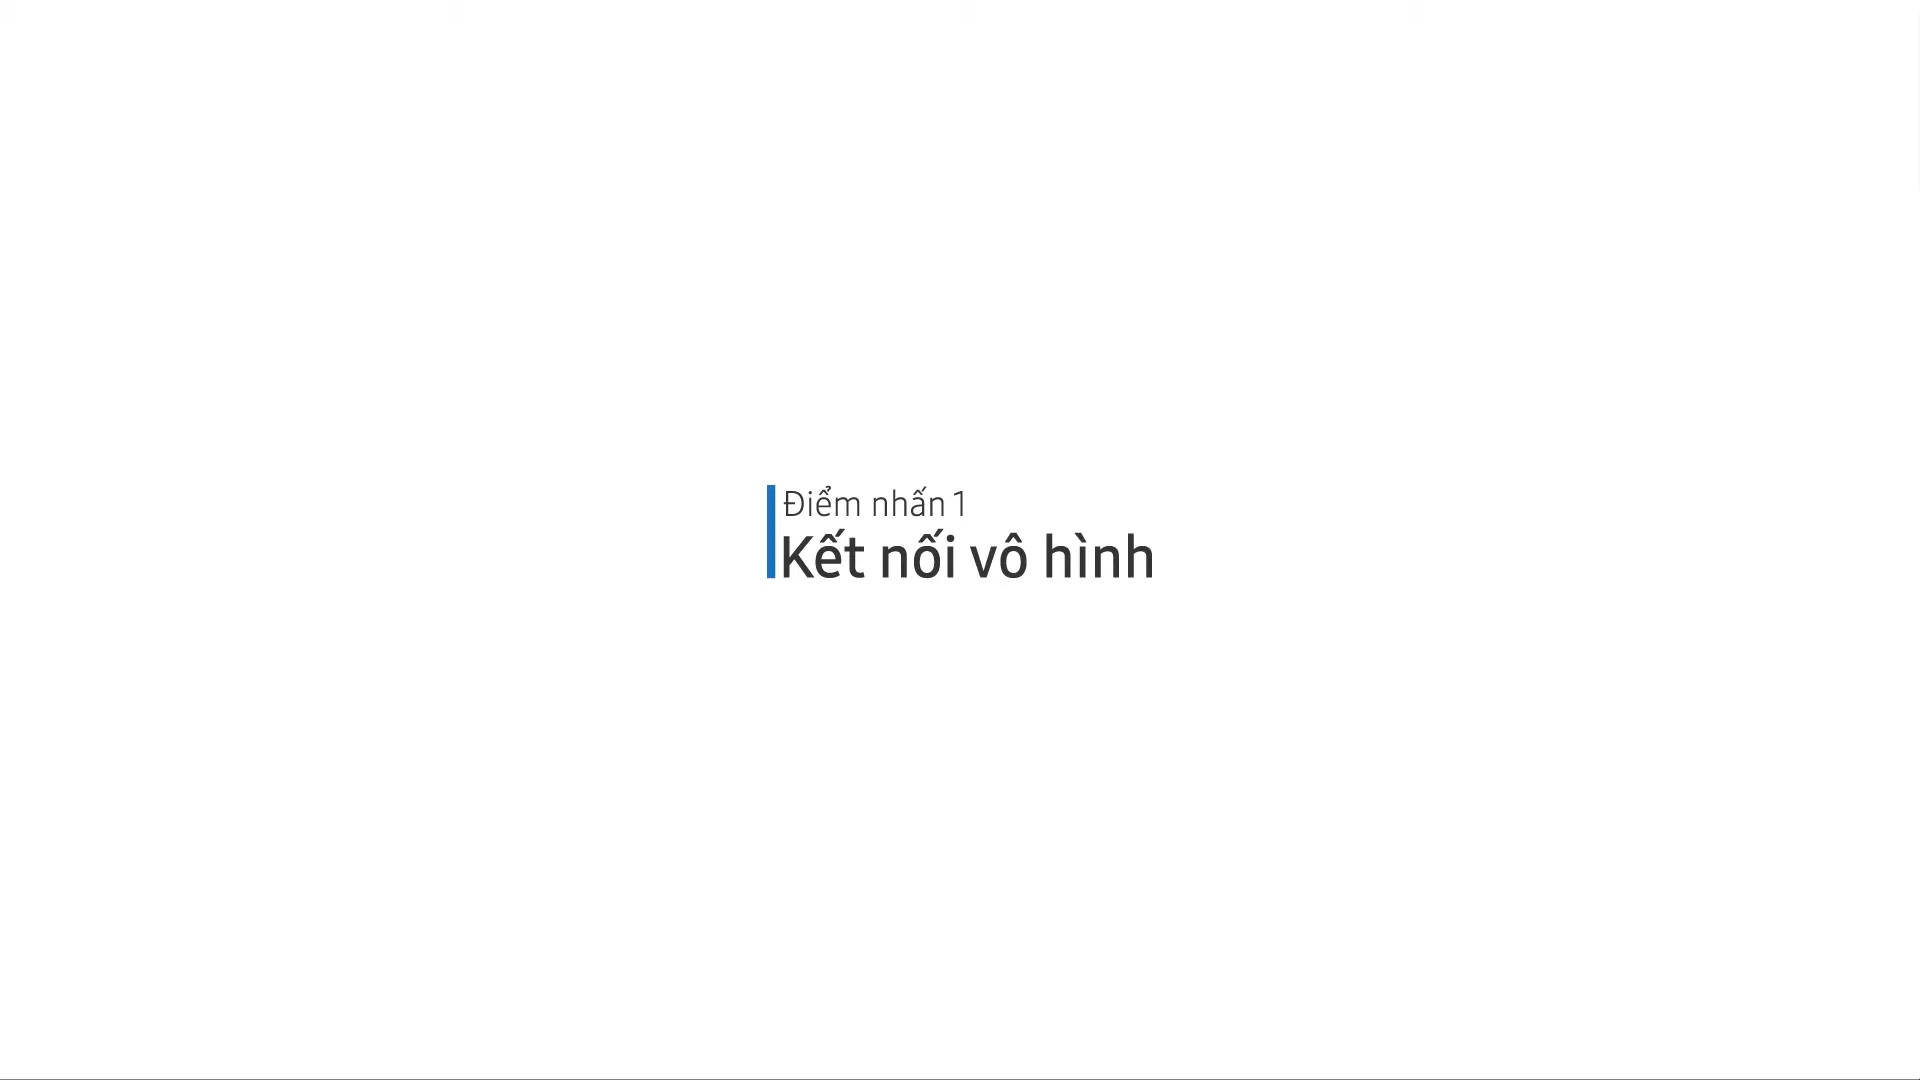 Điểm nhấn 1
Kết nối vô hình